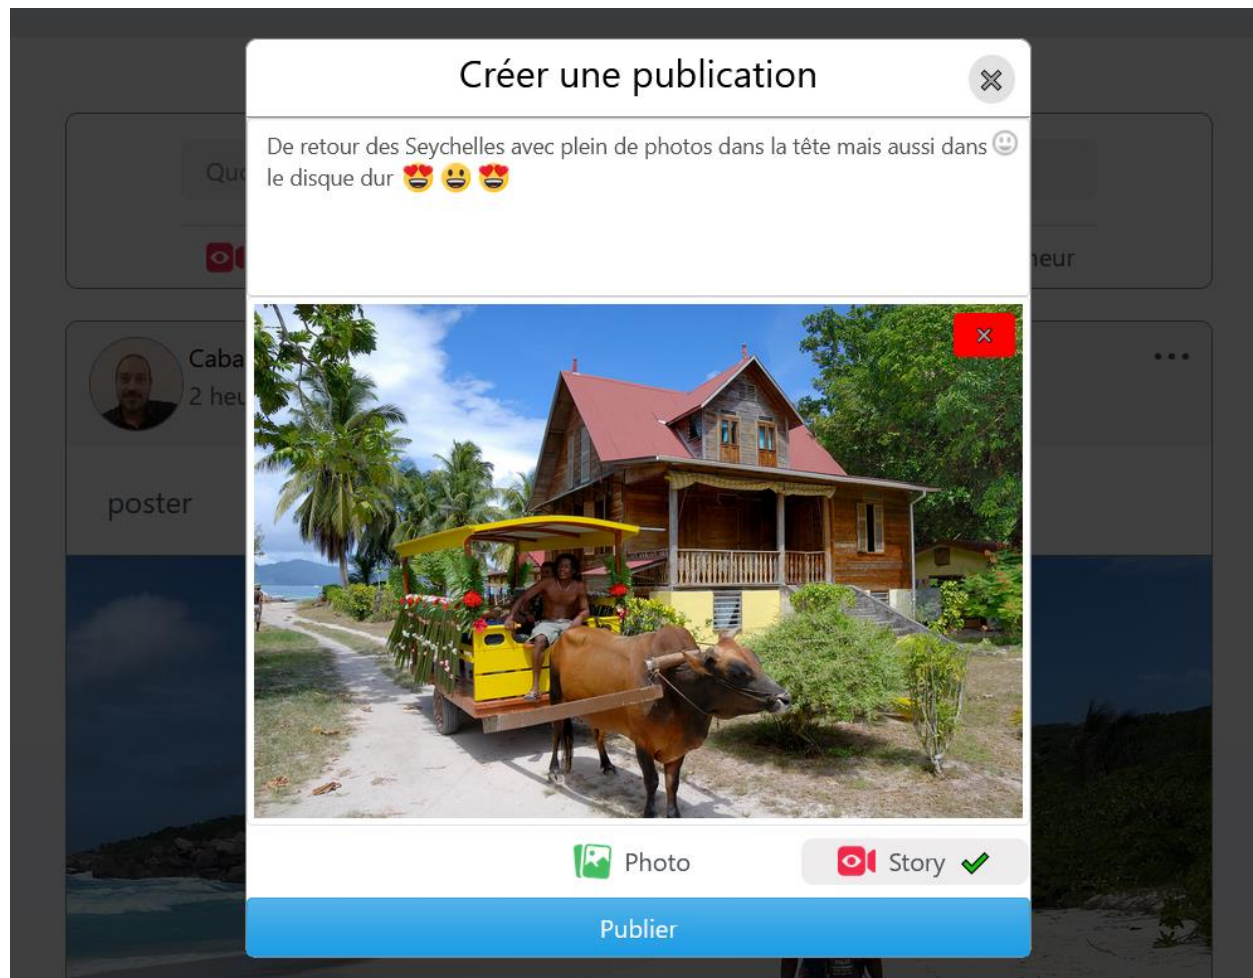 Créer une publication
De retour des Seychelles avec plein de photos dans la tête mais aussi dans
le disque dur 😍 😃 😍
poster
Photo
Story
Publier